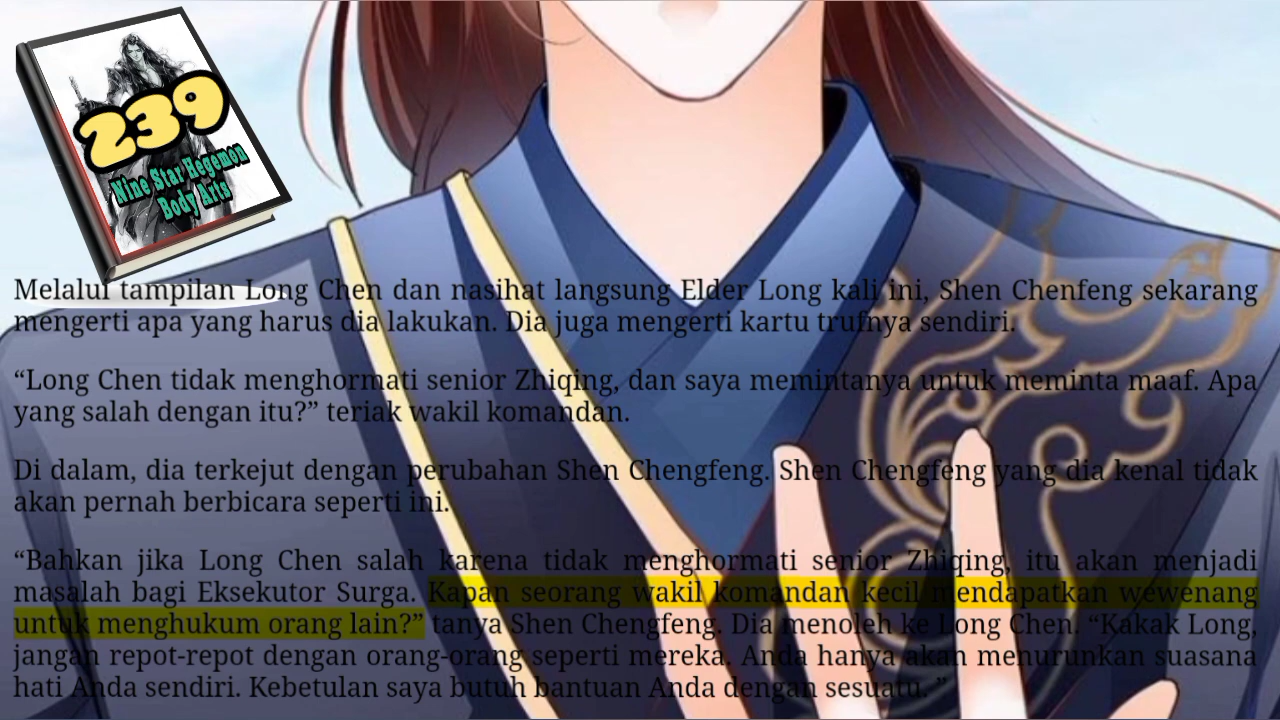 239
Nine Star Hegemon
Body Arts
Melalui tampilan Long Chen dan nasihat langsung Elder Long kali ini, Shen Chenfeng sekarang
mengerti apa yang harus dia lakukan. Dia juga mengerti kartu trufnya sendiri.
“Long Chen tidak menghormati senior Zhiqing, dan saya memintanya untuk meminta maaf. Apa
yang salah dengan itu?” teriak wakil komandan.
Di dalam, dia terkejut dengan perubahan Shen Chengfeng. Shen Chengfeng yang dia kenal tidak
akan pernah berbicara seperti ini.
“Bahkan jika Long Chen salah karena tidak menghormati senior Zhiqing, itu akan menjadi
masalah bagi Eksekutor Surga. Kapan seorang wakil komandan kecil mendapatkan wewenang
untuk menghukum orang lain?” tanya Shen Chengfeng. Dia menoleh ke Long Chen. “Kakak Long,
jangan repot-repot dengan orang-orang seperti mereka. Anda hanya akan menurunkan suasana
hati Anda sendiri. Kebetulan saya butuh bantuan Anda dengan sesuatu. ”